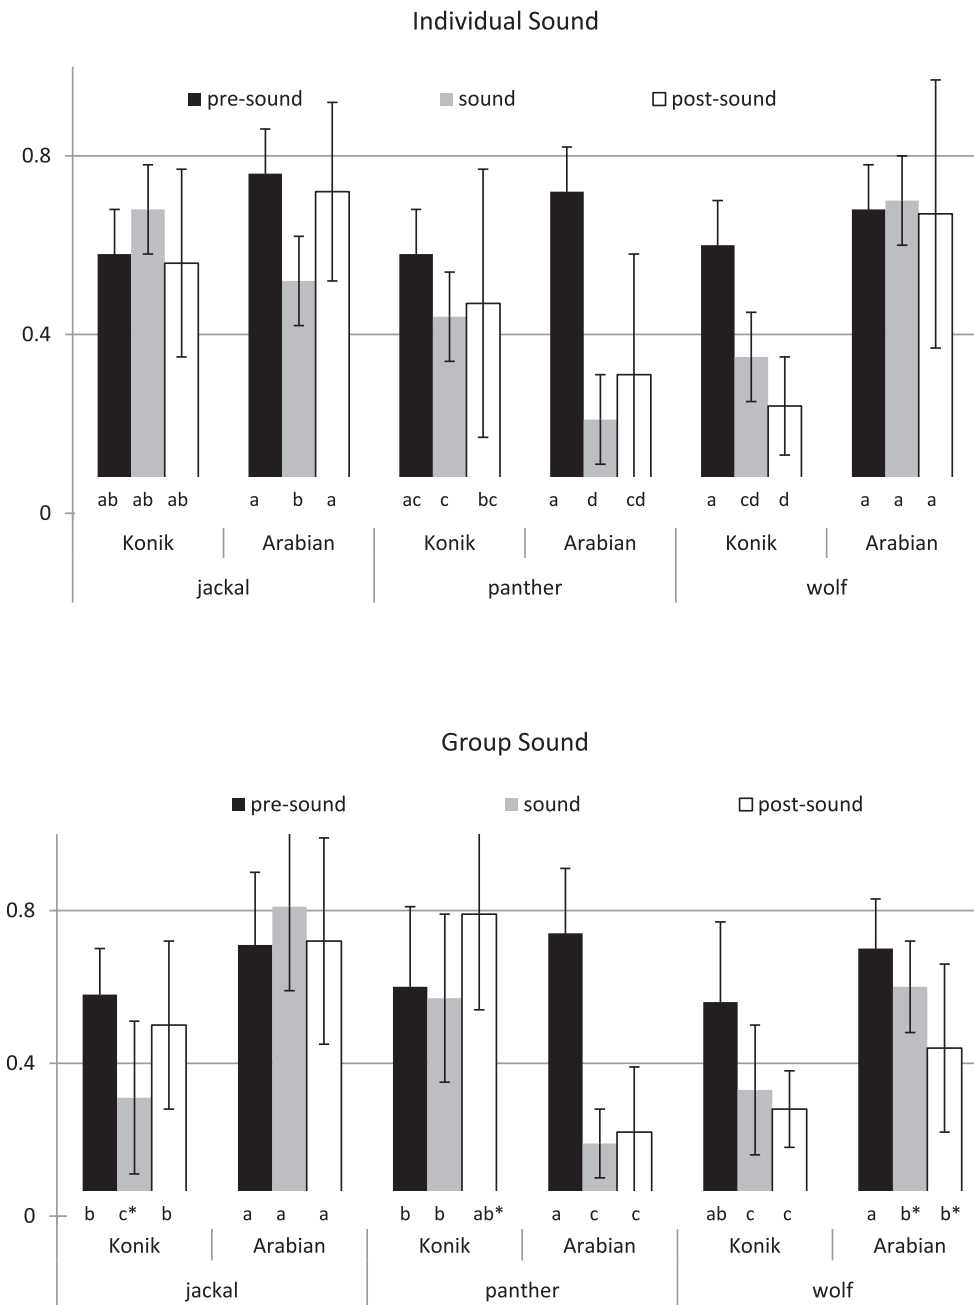 Individual Sound
pre-sound sound post-sound
0.8
0.4
ab ab ab a b a ac c bc a d cd a cd d a a a
0
Konik Arabian Konik Arabian Konik Arabian
jackal panther wolf
Group Sound
pre-sound sound post-sound
0.8
0.4
b c* b a a a b b ab* a c c ab c c a b* b*
0
Konik Arabian Konik Arabian Konik Arabian
jackal panther wolf